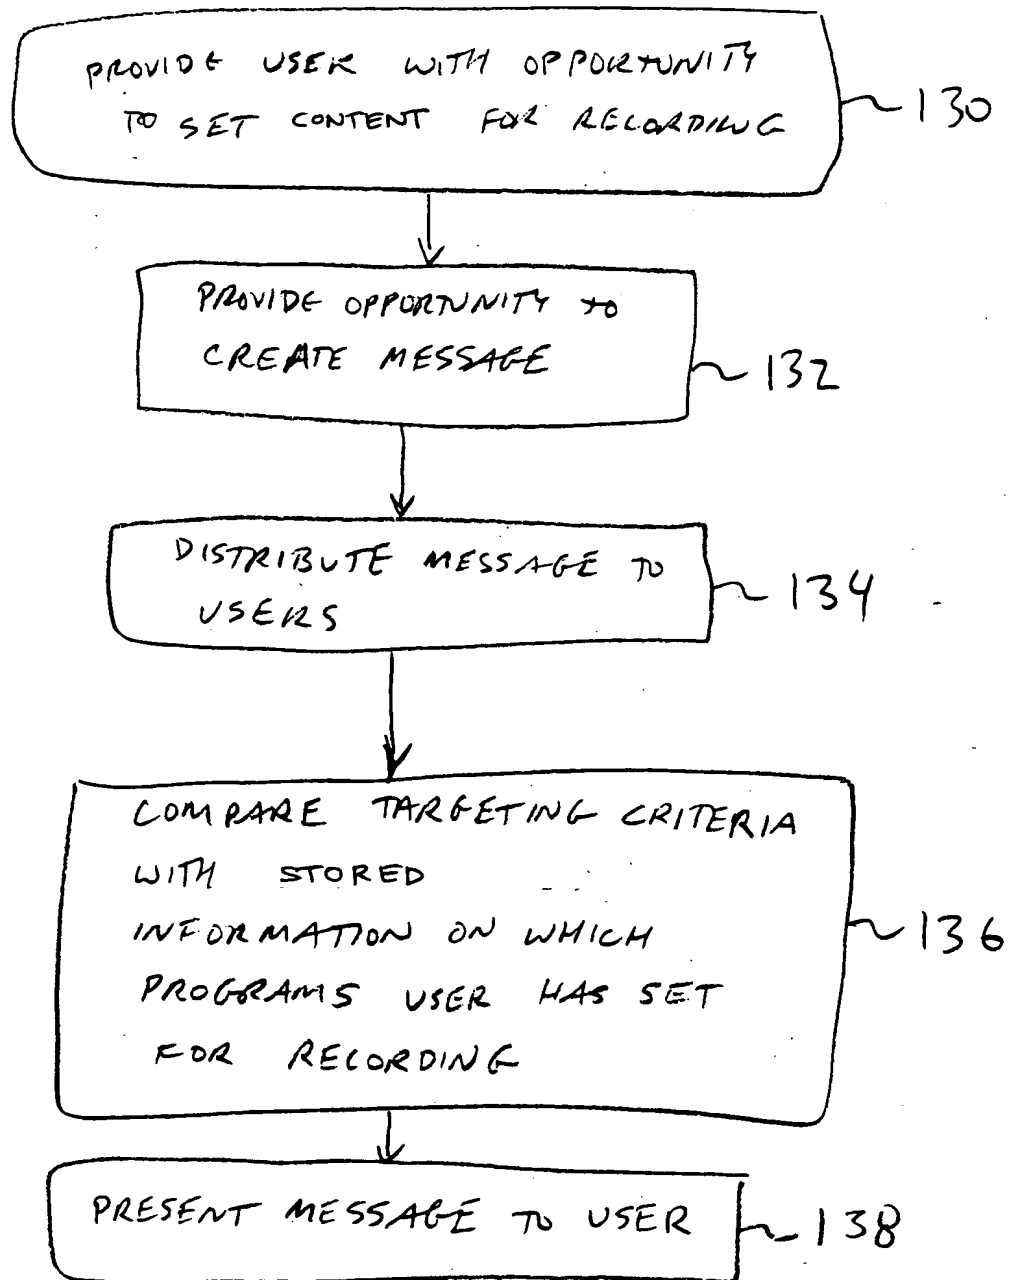 PROVIDE USER WITH OPPORTUNITY
TO SET CONTENT FOR RECORDING
130
PROVIDE OPPORTUNITY TO
CREATE MESSAGE
132
DISTRIBUTE MESSAGE TO
USERS
134
COMPARE TARGETING CRITERIA
WITH STORED
INFORMATION ON WHICH
PROGRAMS USER HAS SET
FOR RECORDING
136
PRESENT MESSAGE TO USER
138